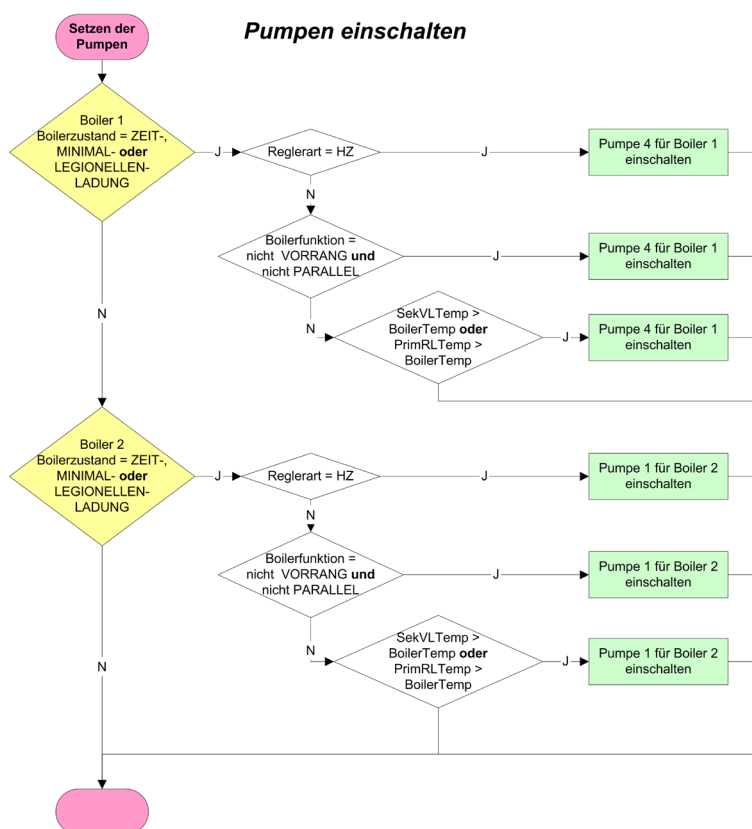 Setzen der
Pumpen
Pumpen einschalten
Boiler 1
Boilerzustand = ZEIT-,
MINIMAL- oder
LEGIONELLEN-
LADUNG
J
Reglerart = HZ
J
Pumpe 4 für Boiler 1
einschalten
N
Boilerfunktion =
nicht VORRANG und
nicht PARALLEL
J
Pumpe 4 für Boiler 1
einschalten
N
N
SekVLTemp >
BoilerTemp oder
PrimRLTemp >
BoilerTemp
J
Pumpe 4 für Boiler 1
einschalten
Boiler 2
Boilerzustand = ZEIT-,
MINIMAL- oder
LEGIONELLEN-
LADUNG
J
Reglerart = HZ
J
Pumpe 1 für Boiler 2
einschalten
N
Boilerfunktion =
nicht VORRANG und
nicht PARALLEL
J
Pumpe 1 für Boiler 2
einschalten
N
N
SekVLTemp >
BoilerTemp oder
PrimRLTemp >
BoilerTemp
J
Pumpe 1 für Boiler 2
einschalten